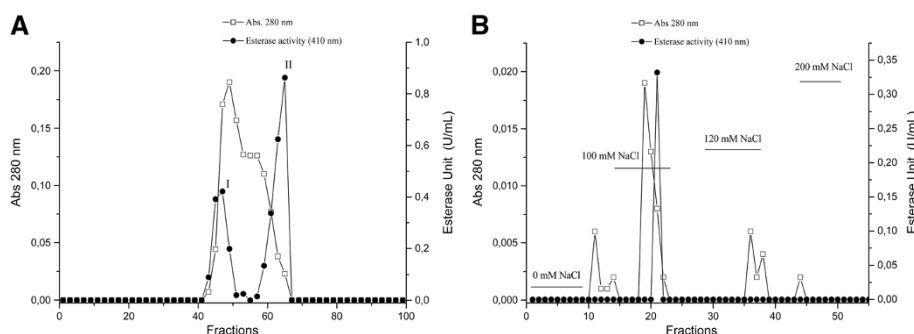 A
Abs. 280 nm
Esterase activity (410 nm)
0,20
0,15
0,10
0,05
0,00
Abs 280 nm
1,0
0,8
0,6
0,4
0,2
0,0
Esterase Unit (U/mL)
I
II
0
20
40
60
80
100
Fractions
B
Abs 280 nm
Esterase activity (410 nm)
0,020
0,015
0,010
0,005
0,000
Abs 280 nm
0,35
0,30
0,25
0,20
0,15
0,10
0,05
0,00
Esterase Unit (U/mL)
200 mM NaCl
120 mM NaCl
100 mM NaCl
0 mM NaCl
0
10
20
30
40
50
Fractions